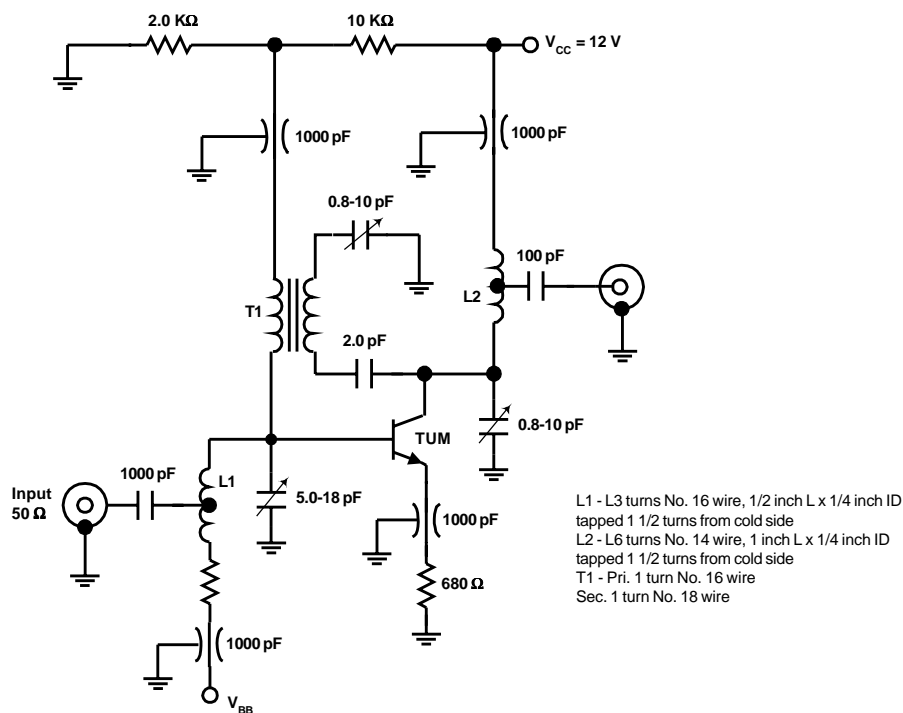 2.0 KΩ
10 KΩ
VCC = 12 V
1000 pF
1000 pF
0.8-10 pF
100 pF
T1
L2
2.0 pF
TUM
0.8-10 pF
1000 pF
L1
Input
50 Ω
5.0-18 pF
1000 pF
680 Ω
1000 pF
VBB
L1 - L3 turns No. 16 wire, 1/2 inch L x 1/4 inch ID
tapped 1 1/2 turns from cold side
L2 - L6 turns No. 14 wire, 1 inch L x 1/4 inch ID
tapped 1 1/2 turns from cold side
T1 - Pri. 1 turn No. 16 wire
Sec. 1 turn No. 18 wire